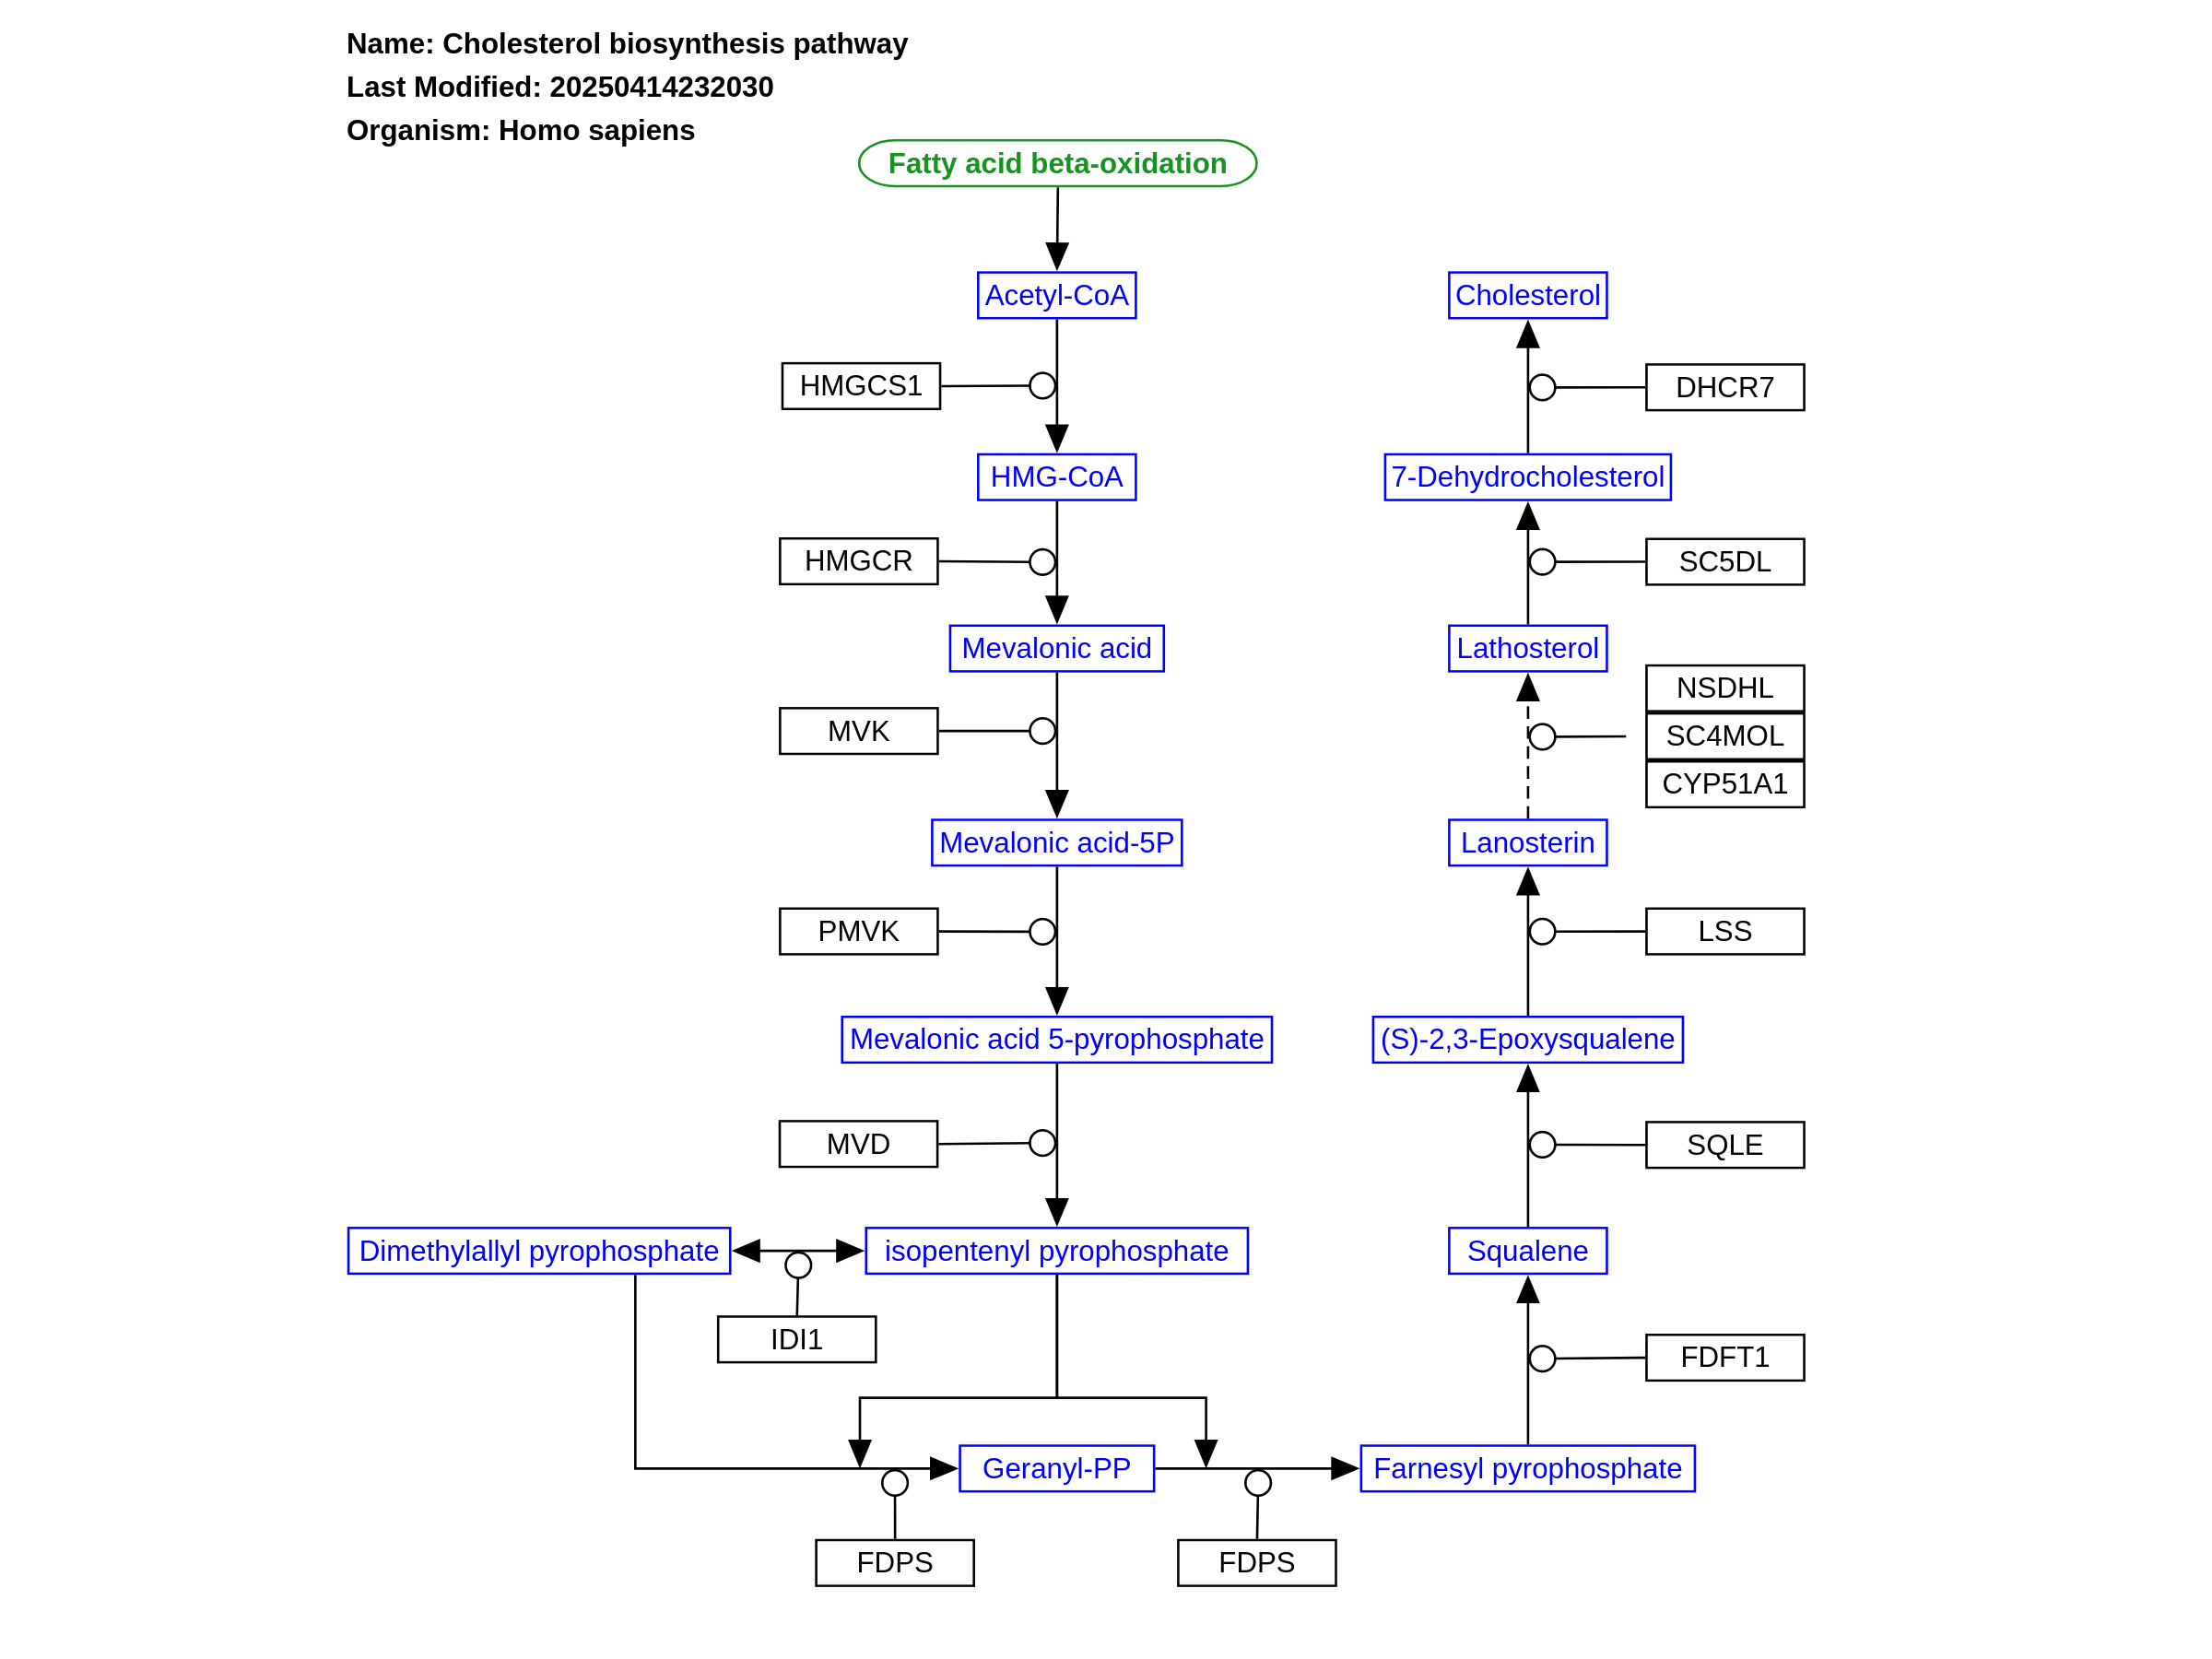 Name: Cholesterol biosynthesis pathway
Last Modified: 20250414232030
Organism: Homo sapiens
Fatty acid beta-oxidation
Acetyl-CoA
Cholesterol
HMGCS1
DHCR7
HMG-CoA
7-Dehydrocholesterol
HMGCR
SC5DL
Mevalonic acid
Lathosterol
NSDHL
MVK
SC4MOL
CYP51A1
Mevalonic acid-5P
Lanosterin
PMVK
LSS
Mevalonic acid 5-pyrophosphate
(S)-2,3-Epoxysqualene
MVD
SQLE
Dimethylallyl pyrophosphate
isopentenyl pyrophosphate
Squalene
IDI1
FDFT1
Geranyl-PP
Farnesyl pyrophosphate
FDPS
FDPS